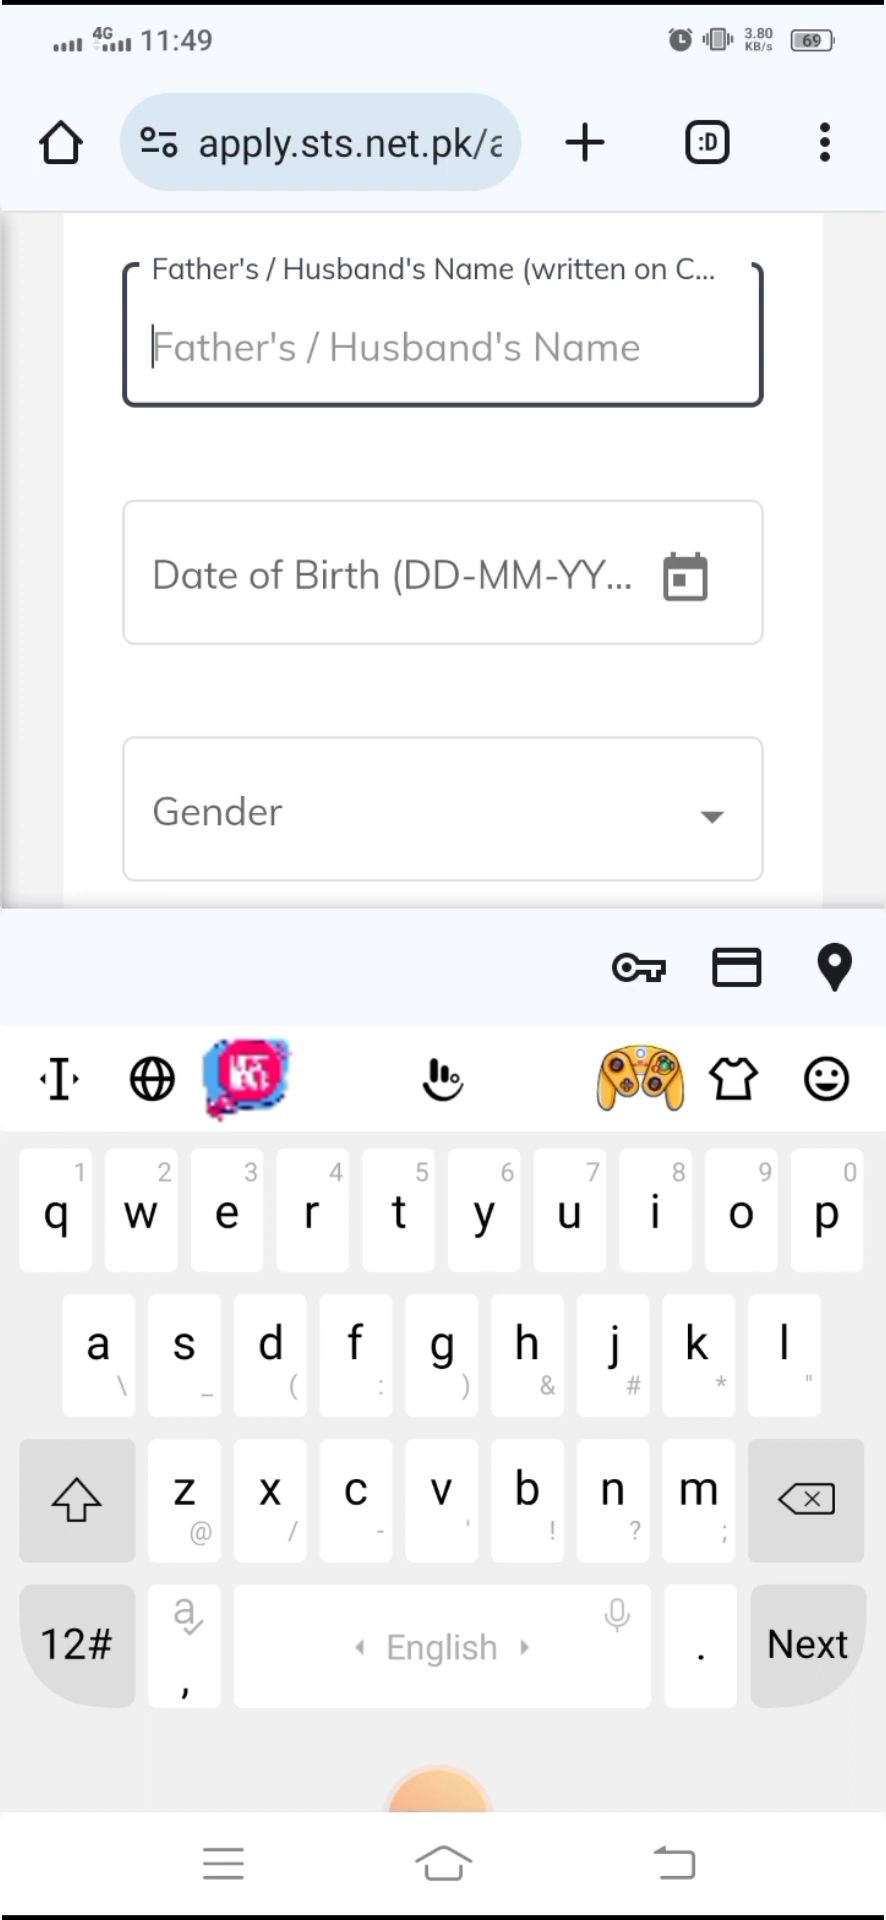 4G 11:49 3.80 KB/s 69
apply.sts.net.pk/a
:D
Father's / Husband's Name (written on C...
Father's / Husband's Name
Date of Birth (DD-MM-YY...
Gender
1 2 3 4 5 6 7 8 9 0
q w e r t y u i o p
a s d f g h j k l
\ _ ( : ) & # * "
z x c v b n m
@ / - ' ! ? ;
12# a , English . Next